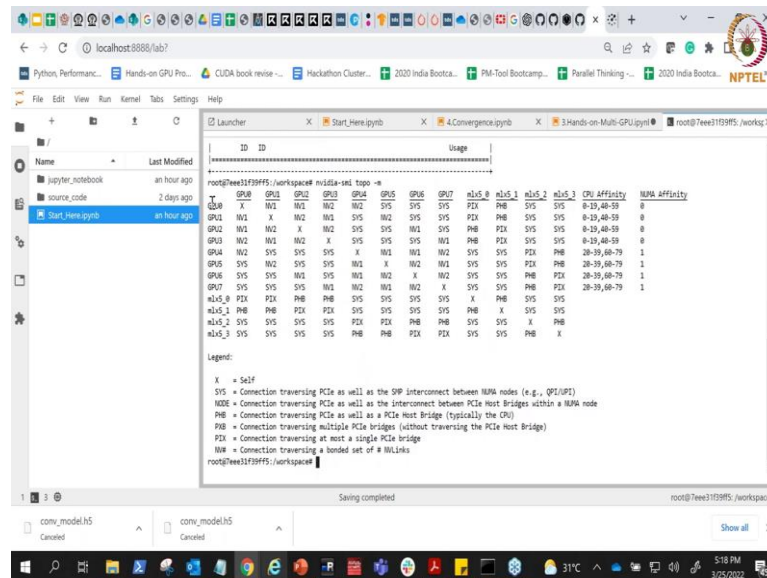 localhost:8888/lab?
NPTEL
Python, Performanc... Hands-on GPU Pro... CUDA book revise -... Hackathon Cluster... 2020 India Bootca... PM-Tool Bootcamp... Parallel Thinking -... 2020 India Bootca...
File Edit View Run Kernel Tabs Settings Help
Launcher Start_Here.ipynb 4.Convergence.ipynb 3.Hands-on-Multi-GPU.ipynl root@7eee31f39ff5: /worksp
/
Name Last Modified
jupyter_notebook an hour ago
source_code 2 days ago
Start_Here.ipynb an hour ago
| ID ID Usage |
root@7eee31f39ff5:/workspace# nvidia-smi topo -m
GPU0 GPU1 GPU2 GPU3 GPU4 GPU5 GPU6 GPU7 mlx5_0 mlx5_1 mlx5_2 mlx5_3 CPU Affinity NUMA Affinity
GPU0 X NV1 NV1 NV2 NV2 SYS SYS SYS PIX PHB SYS SYS 0-19,40-59 0
GPU1 NV1 X NV2 NV1 SYS NV2 SYS SYS PIX PHB SYS SYS 0-19,40-59 0
GPU2 NV1 NV2 X NV2 SYS SYS NV1 SYS PHB PIX SYS SYS 0-19,40-59 0
GPU3 NV2 NV1 NV2 X SYS SYS SYS NV1 PHB PIX SYS SYS 0-19,40-59 0
GPU4 NV2 SYS SYS SYS X NV1 NV1 NV2 SYS SYS PIX PHB 20-39,60-79 1
GPU5 SYS NV2 SYS SYS NV1 X NV2 NV1 SYS SYS PIX PHB 20-39,60-79 1
GPU6 SYS SYS NV1 SYS NV1 NV2 X NV2 SYS SYS PHB PIX 20-39,60-79 1
GPU7 SYS SYS SYS NV1 NV2 NV1 NV2 X SYS SYS PHB PIX 20-39,60-79 1
mlx5_0 PIX PIX PHB PHB SYS SYS SYS SYS X PHB SYS SYS
mlx5_1 PHB PHB PIX PIX SYS SYS SYS SYS PHB X SYS SYS
mlx5_2 SYS SYS SYS SYS PIX PIX PHB PHB SYS SYS X PHB
mlx5_3 SYS SYS SYS SYS PHB PHB PIX PIX SYS SYS PHB X
Legend:
X = Self
SYS = Connection traversing PCIe as well as the SMP interconnect between NUMA nodes (e.g., QPI/UPI)
NODE = Connection traversing PCIe as well as the interconnect between PCIe Host Bridges within a NUMA node
PHB = Connection traversing PCIe as well as a PCIe Host Bridge (typically the CPU)
PXB = Connection traversing multiple PCIe bridges (without traversing the PCIe Host Bridge)
PIX = Connection traversing at most a single PCIe bridge
NV# = Connection traversing a bonded set of # NVLinks
root@7eee31f39ff5:/workspace#
1 3 Saving completed root@7eee31f39ff5: /workspac
conv_model.h5
Canceled
conv_model.h5
Canceled
Show all
31°C
5:18 PM
3/25/2022